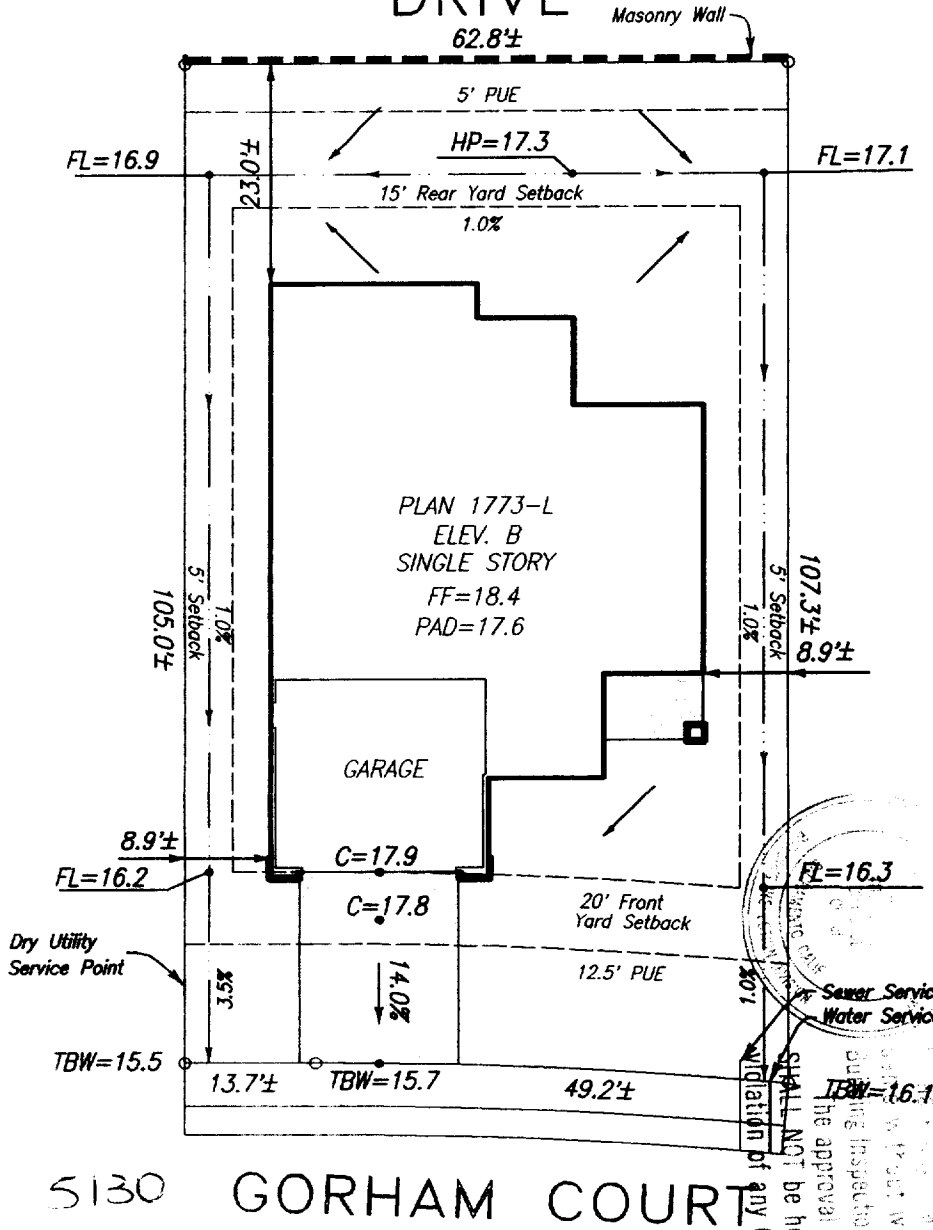 DRIVE
Masonry Wall
62.8'±
5' PUE
HP=17.3
FL=16.9
FL=17.1
23.0'±
15' Rear Yard Setback
1.0%
PLAN 1773-L
ELEV. B
SINGLE STORY
FF=18.4
PAD=17.6
105.0'±
5' Setback
1.0%
1.0%
5' Setback
107.3'±
8.9'±
GARAGE
8.9'±
C=17.9
FL=16.2
FL=16.3
C=17.8
20' Front
Yard Setback
Dry Utility
Service Point
3.5%
14.0%
12.5' PUE
1.0%
Sewer Servic
Water Service
TBW=15.5
13.7'±
TBW=15.7
49.2'±
TBW=16.1
SHALL NOT be
violation of any
the approval
Inspectio
5130 GORHAM COURT